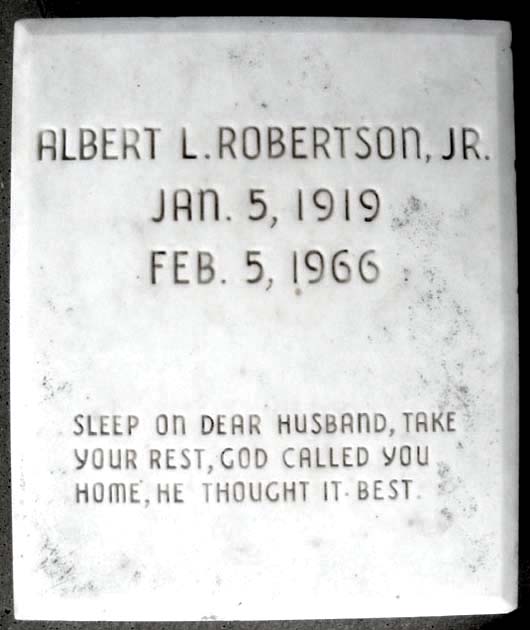 ALBERT L. ROBERTSON, JR.
JAN. 5, 1919
FEB. 5, 1966
SLEEP ON DEAR HUSBAND, TAKE
YOUR REST, GOD CALLED YOU
HOME, HE THOUGHT IT BEST.